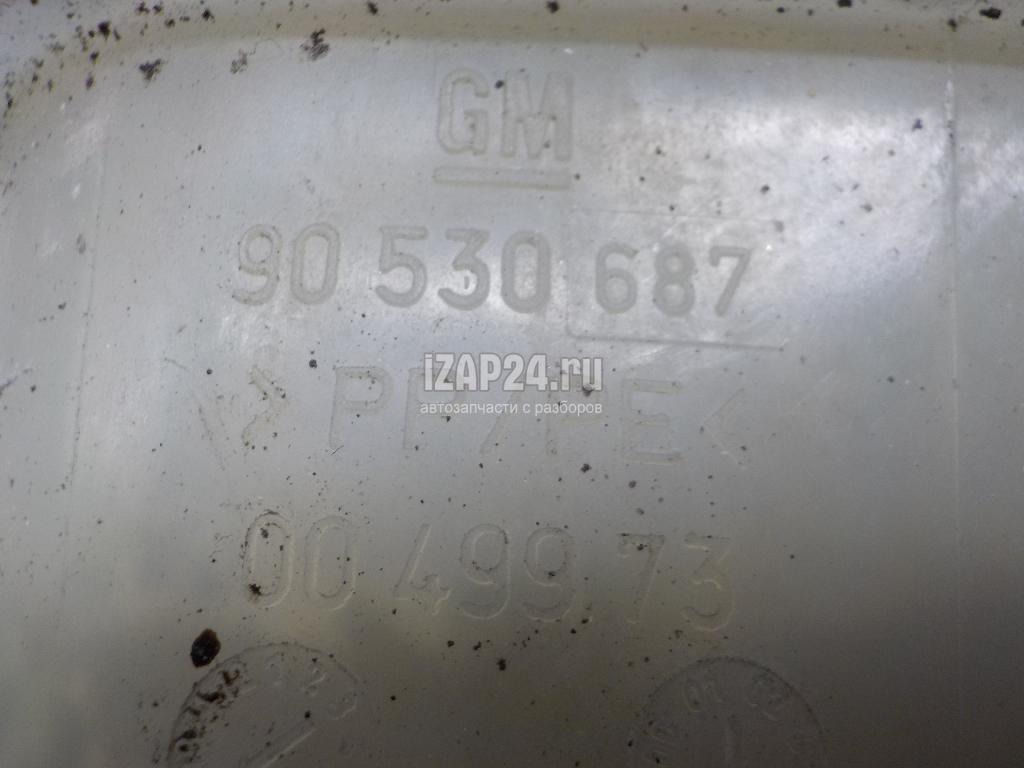 GM
90 530 687
>PP/PE<
iZAP24.ru
автозапчасти с разборов
00 499 73